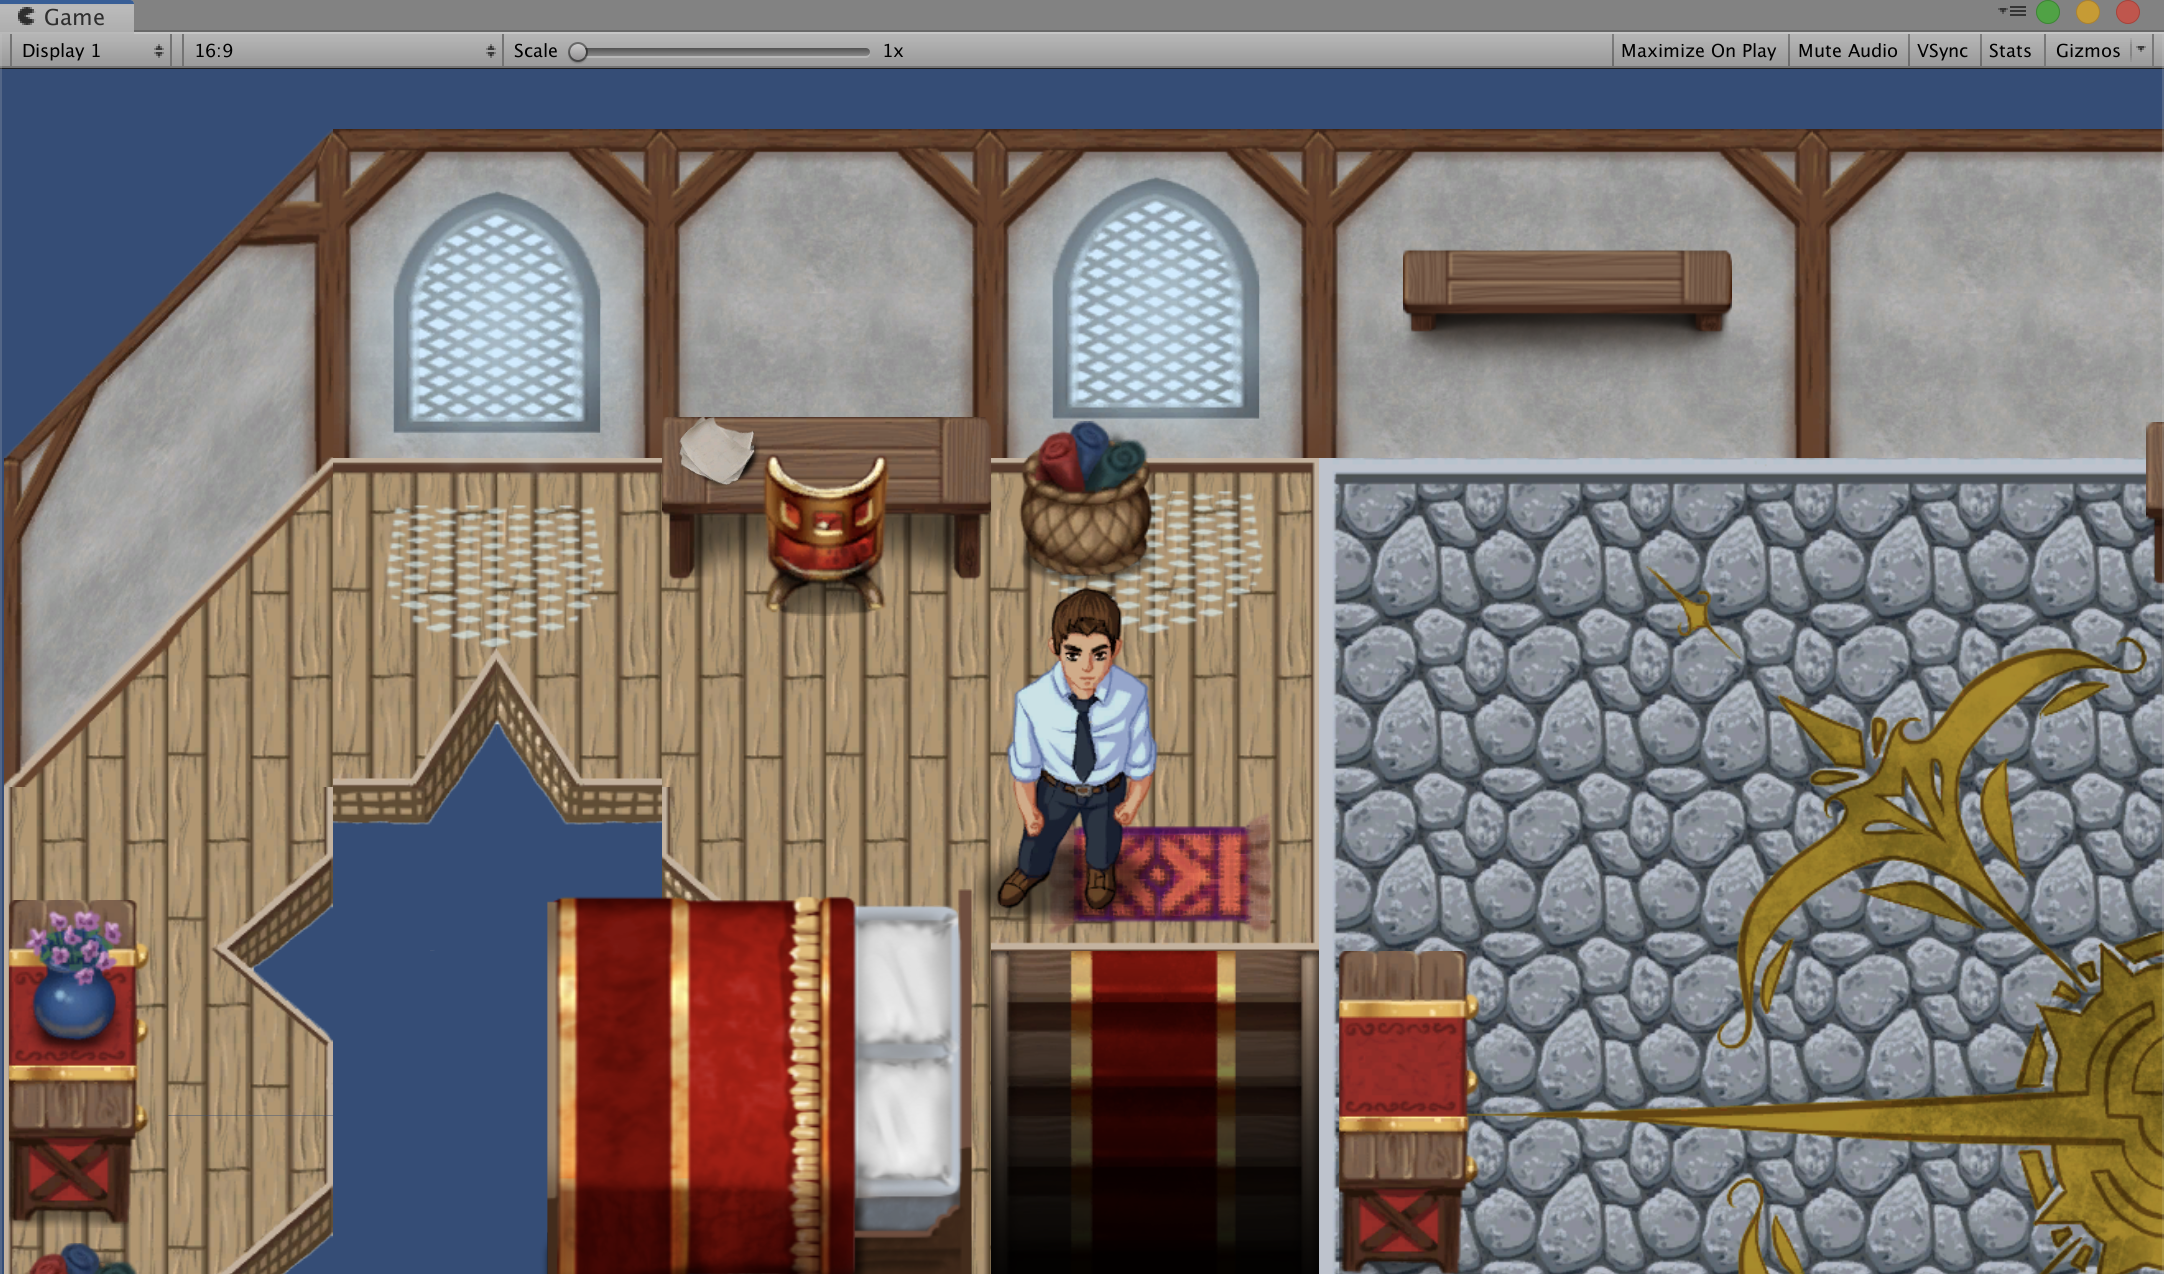 Game
Display 1
16:9
Scale
1x
Maximize On Play
Mute Audio
VSync
Stats
Gizmos